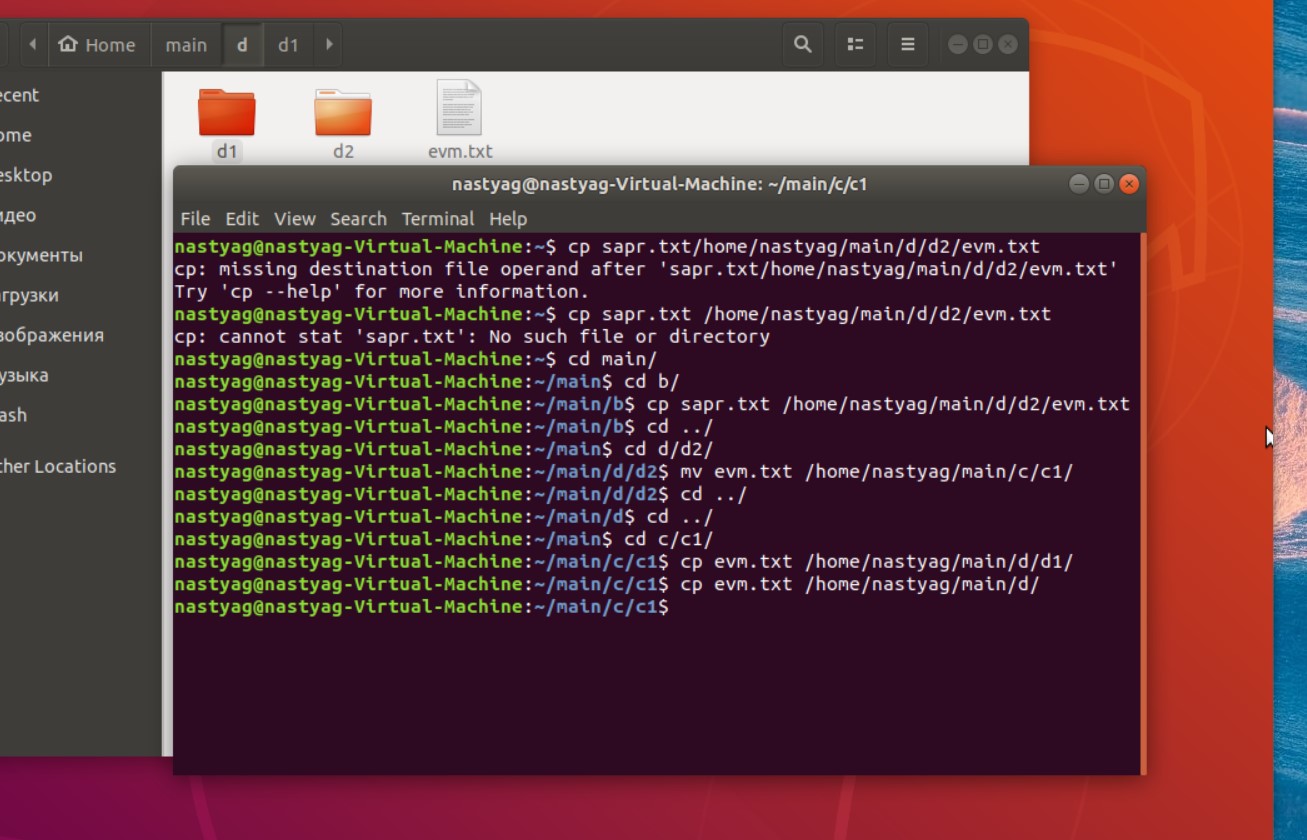 Home main d d1
ecent
ome
esktop
идео
окументы
агрузки
зображения
узыка
ash
ther Locations
d1 d2 evm.txt
nastyag@nastyag-Virtual-Machine: ~/main/c/c1
File Edit View Search Terminal Help
nastyag@nastyag-Virtual-Machine:~$ cp sapr.txt/home/nastyag/main/d/d2/evm.txt
cp: missing destination file operand after 'sapr.txt/home/nastyag/main/d/d2/evm.txt'
Try 'cp --help' for more information.
nastyag@nastyag-Virtual-Machine:~$ cp sapr.txt /home/nastyag/main/d/d2/evm.txt
cp: cannot stat 'sapr.txt': No such file or directory
nastyag@nastyag-Virtual-Machine:~$ cd main/
nastyag@nastyag-Virtual-Machine:~/main$ cd b/
nastyag@nastyag-Virtual-Machine:~/main/b$ cp sapr.txt /home/nastyag/main/d/d2/evm.txt
nastyag@nastyag-Virtual-Machine:~/main/b$ cd ../
nastyag@nastyag-Virtual-Machine:~/main$ cd d/d2/
nastyag@nastyag-Virtual-Machine:~/main/d/d2$ mv evm.txt /home/nastyag/main/c/c1/
nastyag@nastyag-Virtual-Machine:~/main/d/d2$ cd ../
nastyag@nastyag-Virtual-Machine:~/main/d$ cd ../
nastyag@nastyag-Virtual-Machine:~/main$ cd c/c1/
nastyag@nastyag-Virtual-Machine:~/main/c/c1$ cp evm.txt /home/nastyag/main/d/d1/
nastyag@nastyag-Virtual-Machine:~/main/c/c1$ cp evm.txt /home/nastyag/main/d/
nastyag@nastyag-Virtual-Machine:~/main/c/c1$